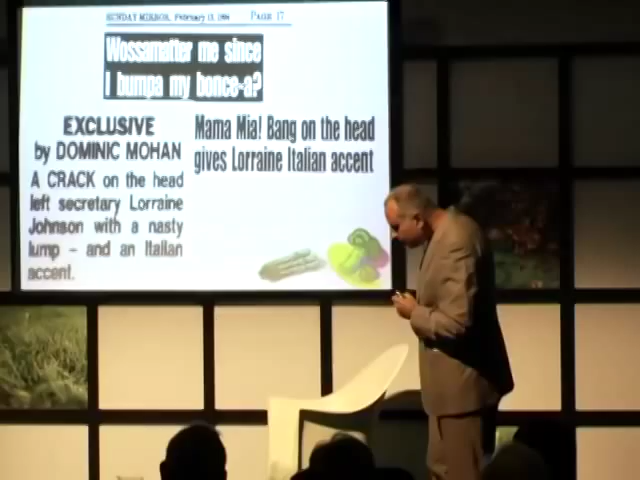 SUNDAY MIRROR, February 13, PAGE 17
Wossamatter me since
I bumpa my bonce-a?
EXCLUSIVE
by DOMINIC MOHAN
A CRACK on the head
left secretary Lorraine
Johnson with a nasty
lump – and an Italian
accent.
Mama Mia! Bang on the head
gives Lorraine Italian accent